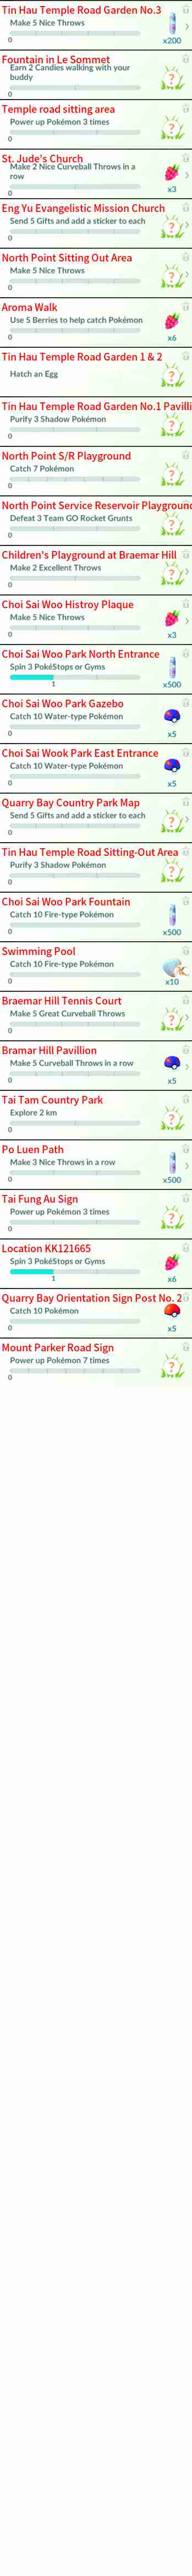 Tin Hau Temple Road Garden No.3
Make 5 Nice Throws
0
x200
Fountain in Le Sommet
Earn 2 Candies walking with your
buddy
0
Temple road sitting area
Power up Pokémon 3 times
0
St. Jude's Church
Make 2 Nice Curveball Throws in a
row
0
x3
Eng Yu Evangelistic Mission Church
Send 5 Gifts and add a sticker to each
0
North Point Sitting Out Area
Make 5 Nice Throws
0
Aroma Walk
Use 5 Berries to help catch Pokémon
0
x6
Tin Hau Temple Road Garden 1 & 2
Hatch an Egg
Tin Hau Temple Road Garden No.1 Pavilli
Purify 3 Shadow Pokémon
0
North Point S/R Playground
Catch 7 Pokémon
0
North Point Service Reservoir Playground
Defeat 3 Team GO Rocket Grunts
0
Children's Playground at Braemar Hill
Make 2 Excellent Throws
0
Choi Sai Woo Histroy Plaque
Make 5 Nice Throws
0
x3
Choi Sai Woo Park North Entrance
Spin 3 PokéStops or Gyms
1
x500
Choi Sai Woo Park Gazebo
Catch 10 Water-type Pokémon
0
x5
Choi Sai Wook Park East Entrance
Catch 10 Water-type Pokémon
0
x5
Quarry Bay Country Park Map
Send 5 Gifts and add a sticker to each
0
Tin Hau Temple Road Sitting-Out Area
Purify 3 Shadow Pokémon
0
Choi Sai Woo Park Fountain
Catch 10 Fire-type Pokémon
0
x500
Swimming Pool
Catch 10 Fire-type Pokémon
0
x10
Braemar Hill Tennis Court
Make 5 Great Curveball Throws
0
Bramar Hill Pavillion
Make 5 Curveball Throws in a row
0
x5
Tai Tam Country Park
Explore 2 km
0
Po Luen Path
Make 3 Nice Throws in a row
0
x500
Tai Fung Au Sign
Power up Pokémon 3 times
0
Location KK121665
Spin 3 PokéStops or Gyms
1
x6
Quarry Bay Orientation Sign Post No. 2
Catch 10 Pokémon
0
x5
Mount Parker Road Sign
Power up Pokémon 7 times
0